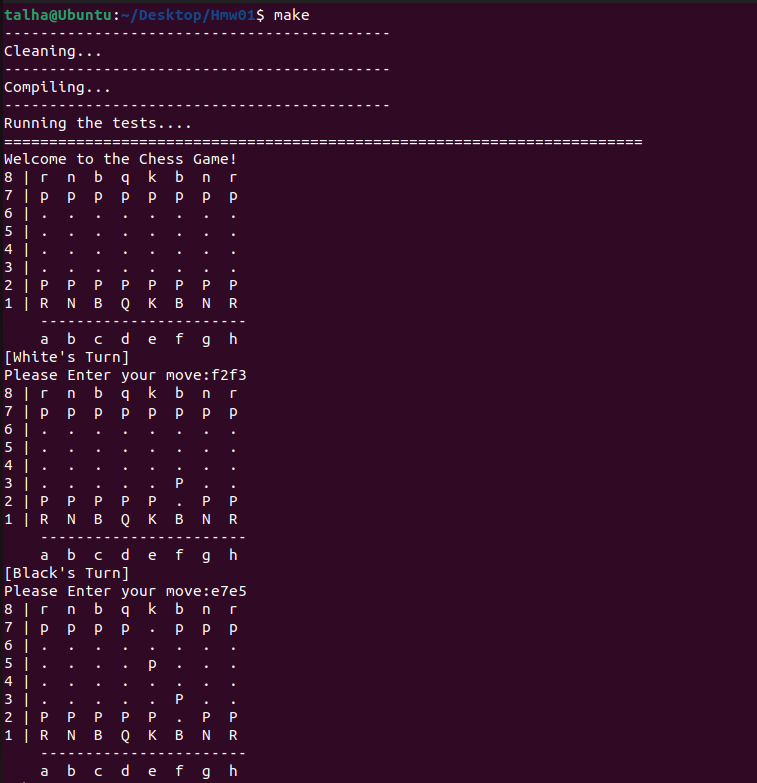 talha@Ubuntu:~/Desktop/Hmw01$ make
-------------------------------------------
Cleaning...
-------------------------------------------
Compiling...
-------------------------------------------
Running the tests....
=======================================================================
Welcome to the Chess Game!
8 | r  n  b  q  k  b  n  r
7 | p  p  p  p  p  p  p  p
6 | .  .  .  .  .  .  .  .
5 | .  .  .  .  .  .  .  .
4 | .  .  .  .  .  .  .  .
3 | .  .  .  .  .  .  .  .
2 | P  P  P  P  P  P  P  P
1 | R  N  B  Q  K  B  N  R
    -----------------------
    a  b  c  d  e  f  g  h
[White's Turn]
Please Enter your move:f2f3
8 | r  n  b  q  k  b  n  r
7 | p  p  p  p  p  p  p  p
6 | .  .  .  .  .  .  .  .
5 | .  .  .  .  .  .  .  .
4 | .  .  .  .  .  .  .  .
3 | .  .  .  .  .  P  .  .
2 | P  P  P  P  P  .  P  P
1 | R  N  B  Q  K  B  N  R
    -----------------------
    a  b  c  d  e  f  g  h
[Black's Turn]
Please Enter your move:e7e5
8 | r  n  b  q  k  b  n  r
7 | p  p  p  p  .  p  p  p
6 | .  .  .  .  .  .  .  .
5 | .  .  .  .  p  .  .  .
4 | .  .  .  .  .  .  .  .
3 | .  .  .  .  .  P  .  .
2 | P  P  P  P  P  .  P  P
1 | R  N  B  Q  K  B  N  R
    -----------------------
    a  b  c  d  e  f  g  h